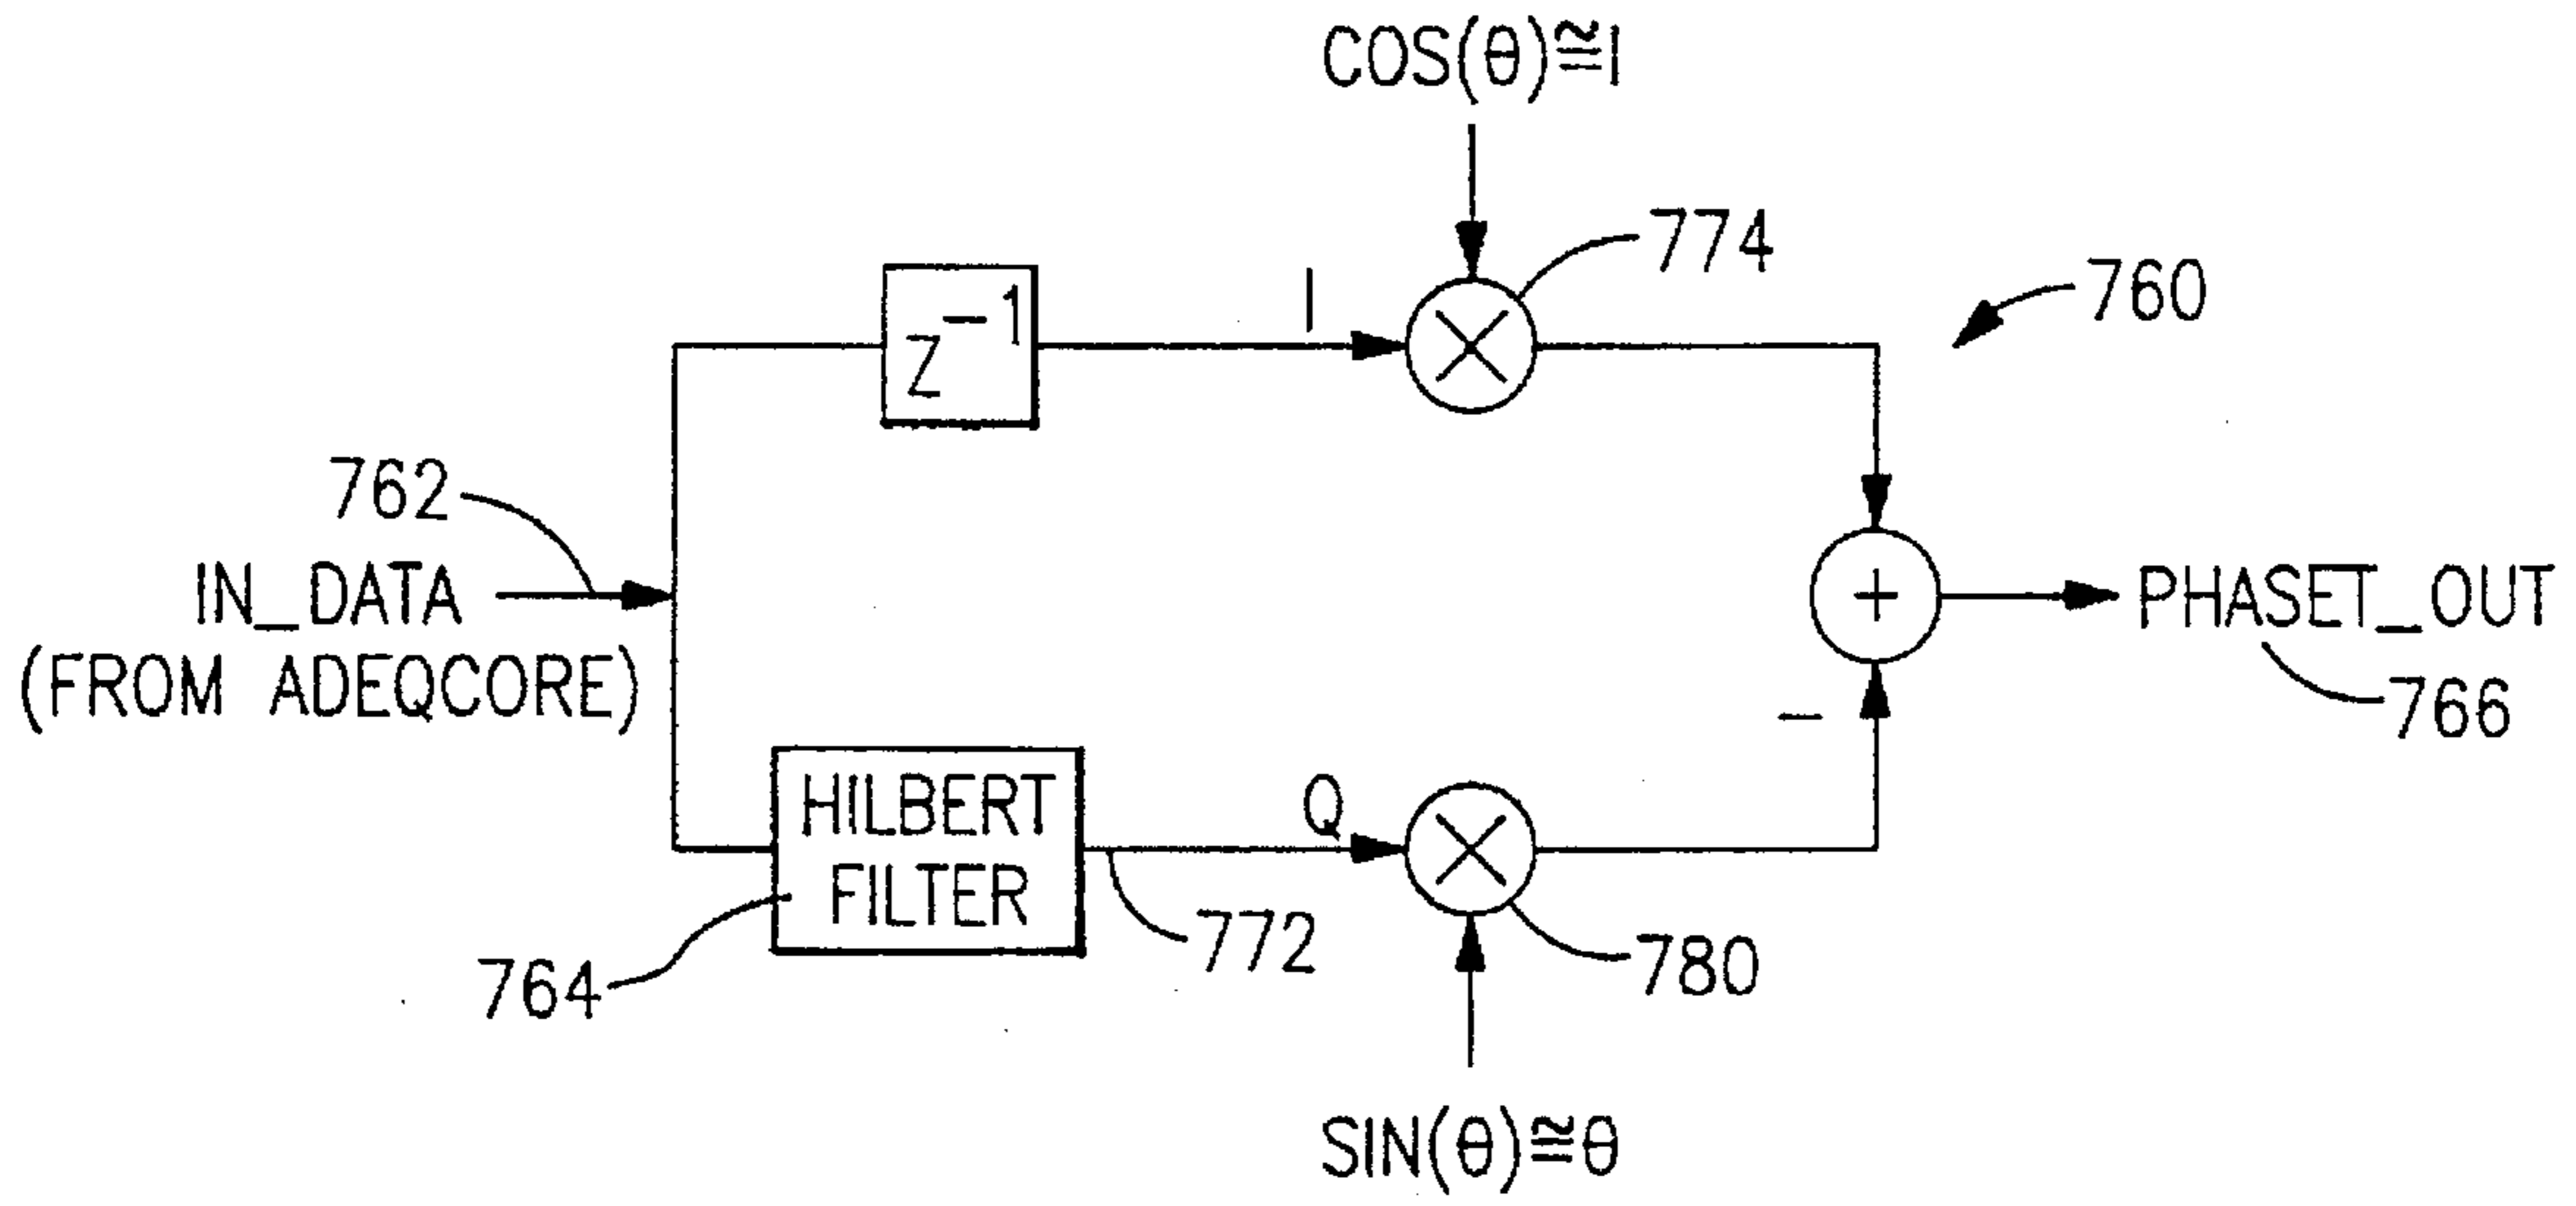 COS(θ)≅1
774
760
z⁻¹
I
762
IN_DATA
(FROM ADEQCORE)
+
PHASET_OUT
766
−
HILBERT
FILTER
Q
764
772
780
SIN(θ)≅θ